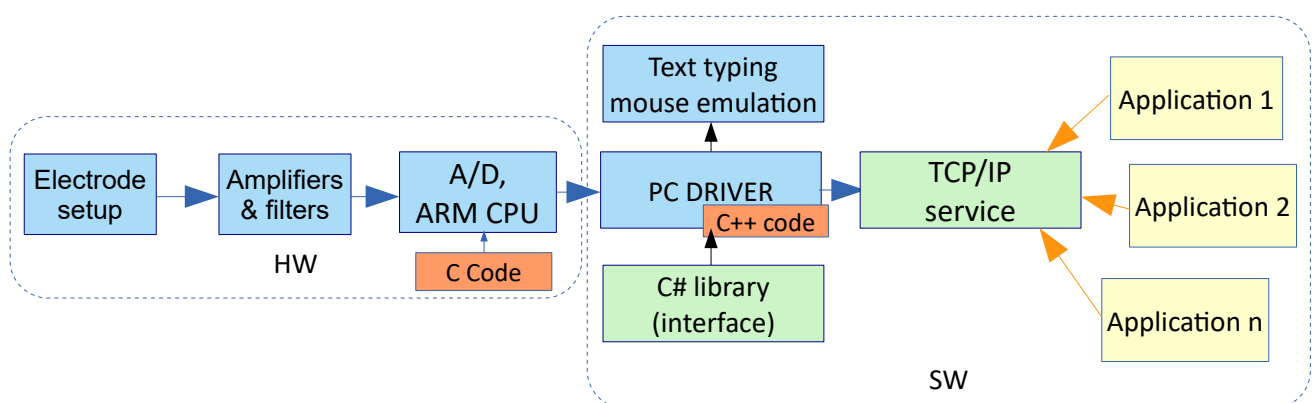 Electrode
setup
Amplifiers
& filters
A/D,
ARM CPU
C Code
HW
Text typing
mouse emulation
PC DRIVER
C++ code
C# library
(interface)
TCP/IP
service
Application 1
Application 2
Application n
SW